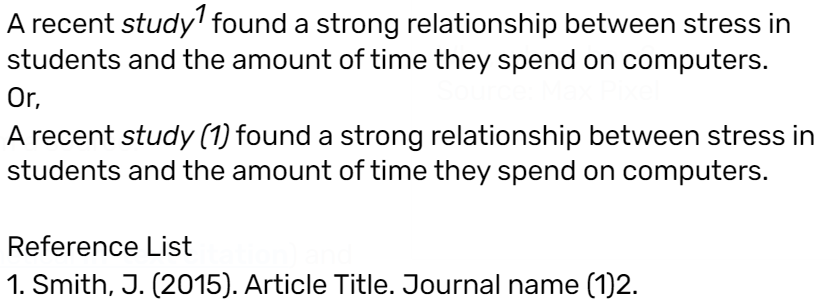 A recent study¹ found a strong relationship between stress in
students and the amount of time they spend on computers.
Or,
A recent study (1) found a strong relationship between stress in
students and the amount of time they spend on computers.
Reference List
1. Smith, J. (2015). Article Title. Journal name (1)2.